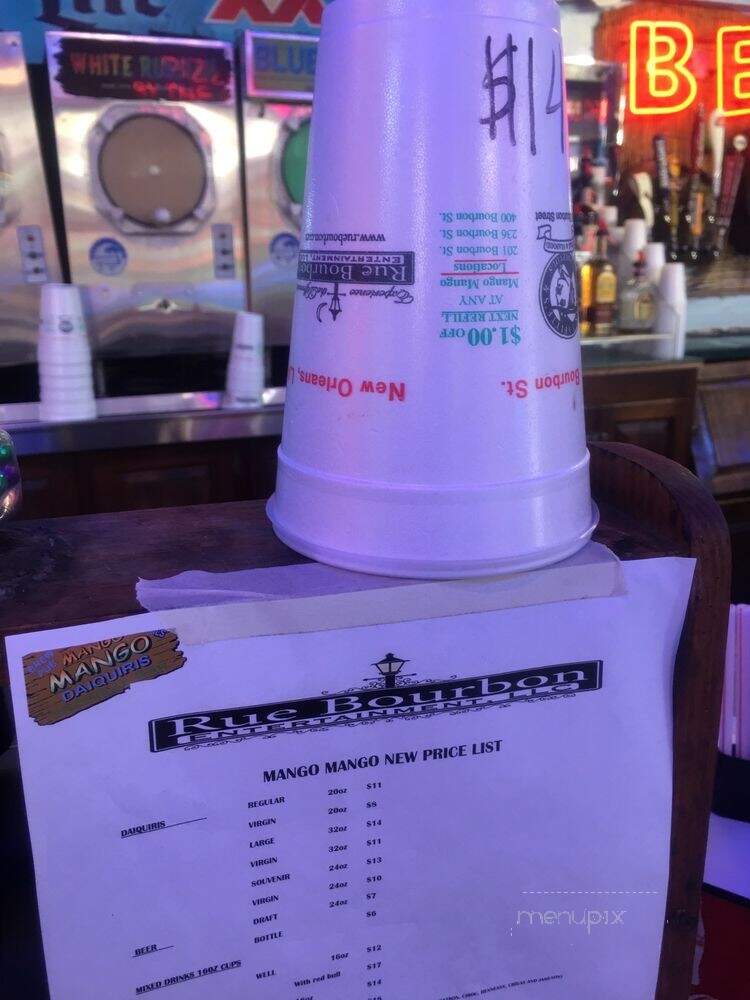 WHITE RU
BLUE
BE
$14
400 Bourbon St.
236 Bourbon St.
201 Bourbon St.
Locations
Mango Mango
AT ANY
NEXT REFILL
$1.00 OFF
www.ruebourbon.com
Rue Bourbon
ENTERTAINMENT, LLC
Experience
New Orleans, L
Bourbon St.
MANGO
MANGO
DAIQUIRIS
Rue Bourbon
ENTERTAINMENT, LLC
MANGO MANGO NEW PRICE LIST
DAIQUIRIS REGULAR 20oz $11
VIRGIN 20oz $8
LARGE 32oz $14
VIRGIN 32oz $11
SOUVENIR 24oz $13
VIRGIN 24oz $10
BEER DRAFT 24oz $7
BOTTLE $6
MIXED DRINKS 16OZ CUPS WELL 16oz $12
With red bull $17
$14
menupix